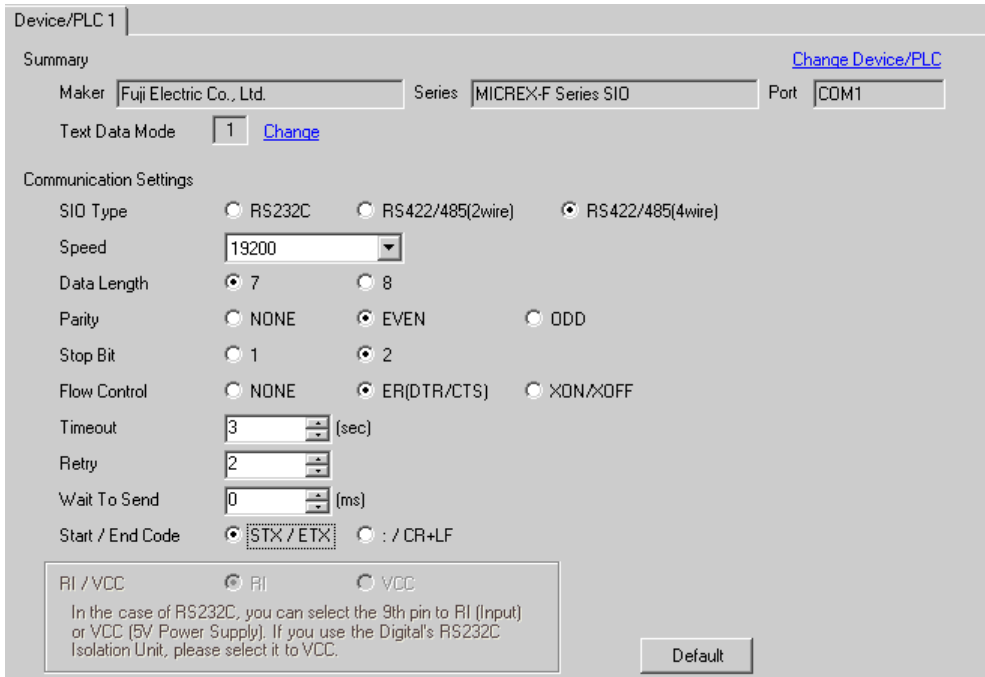 Device/PLC 1
Summary Change Device/PLC
Maker Fuji Electric Co., Ltd. Series MICREX-F Series SIO Port COM1
Text Data Mode 1 Change
Communication Settings
SIO Type RS232C RS422/485(2wire) RS422/485(4wire)
Speed 19200
Data Length 7 8
Parity NONE EVEN ODD
Stop Bit 1 2
Flow Control NONE ER(DTR/CTS) XON/XOFF
Timeout 3 (sec)
Retry 2
Wait To Send 0 (ms)
Start / End Code STX / ETX : / CR+LF
RI / VCC RI VCC
In the case of RS232C, you can select the 9th pin to RI (Input)
or VCC (5V Power Supply). If you use the Digital's RS232C
Isolation Unit, please select it to VCC.
Default